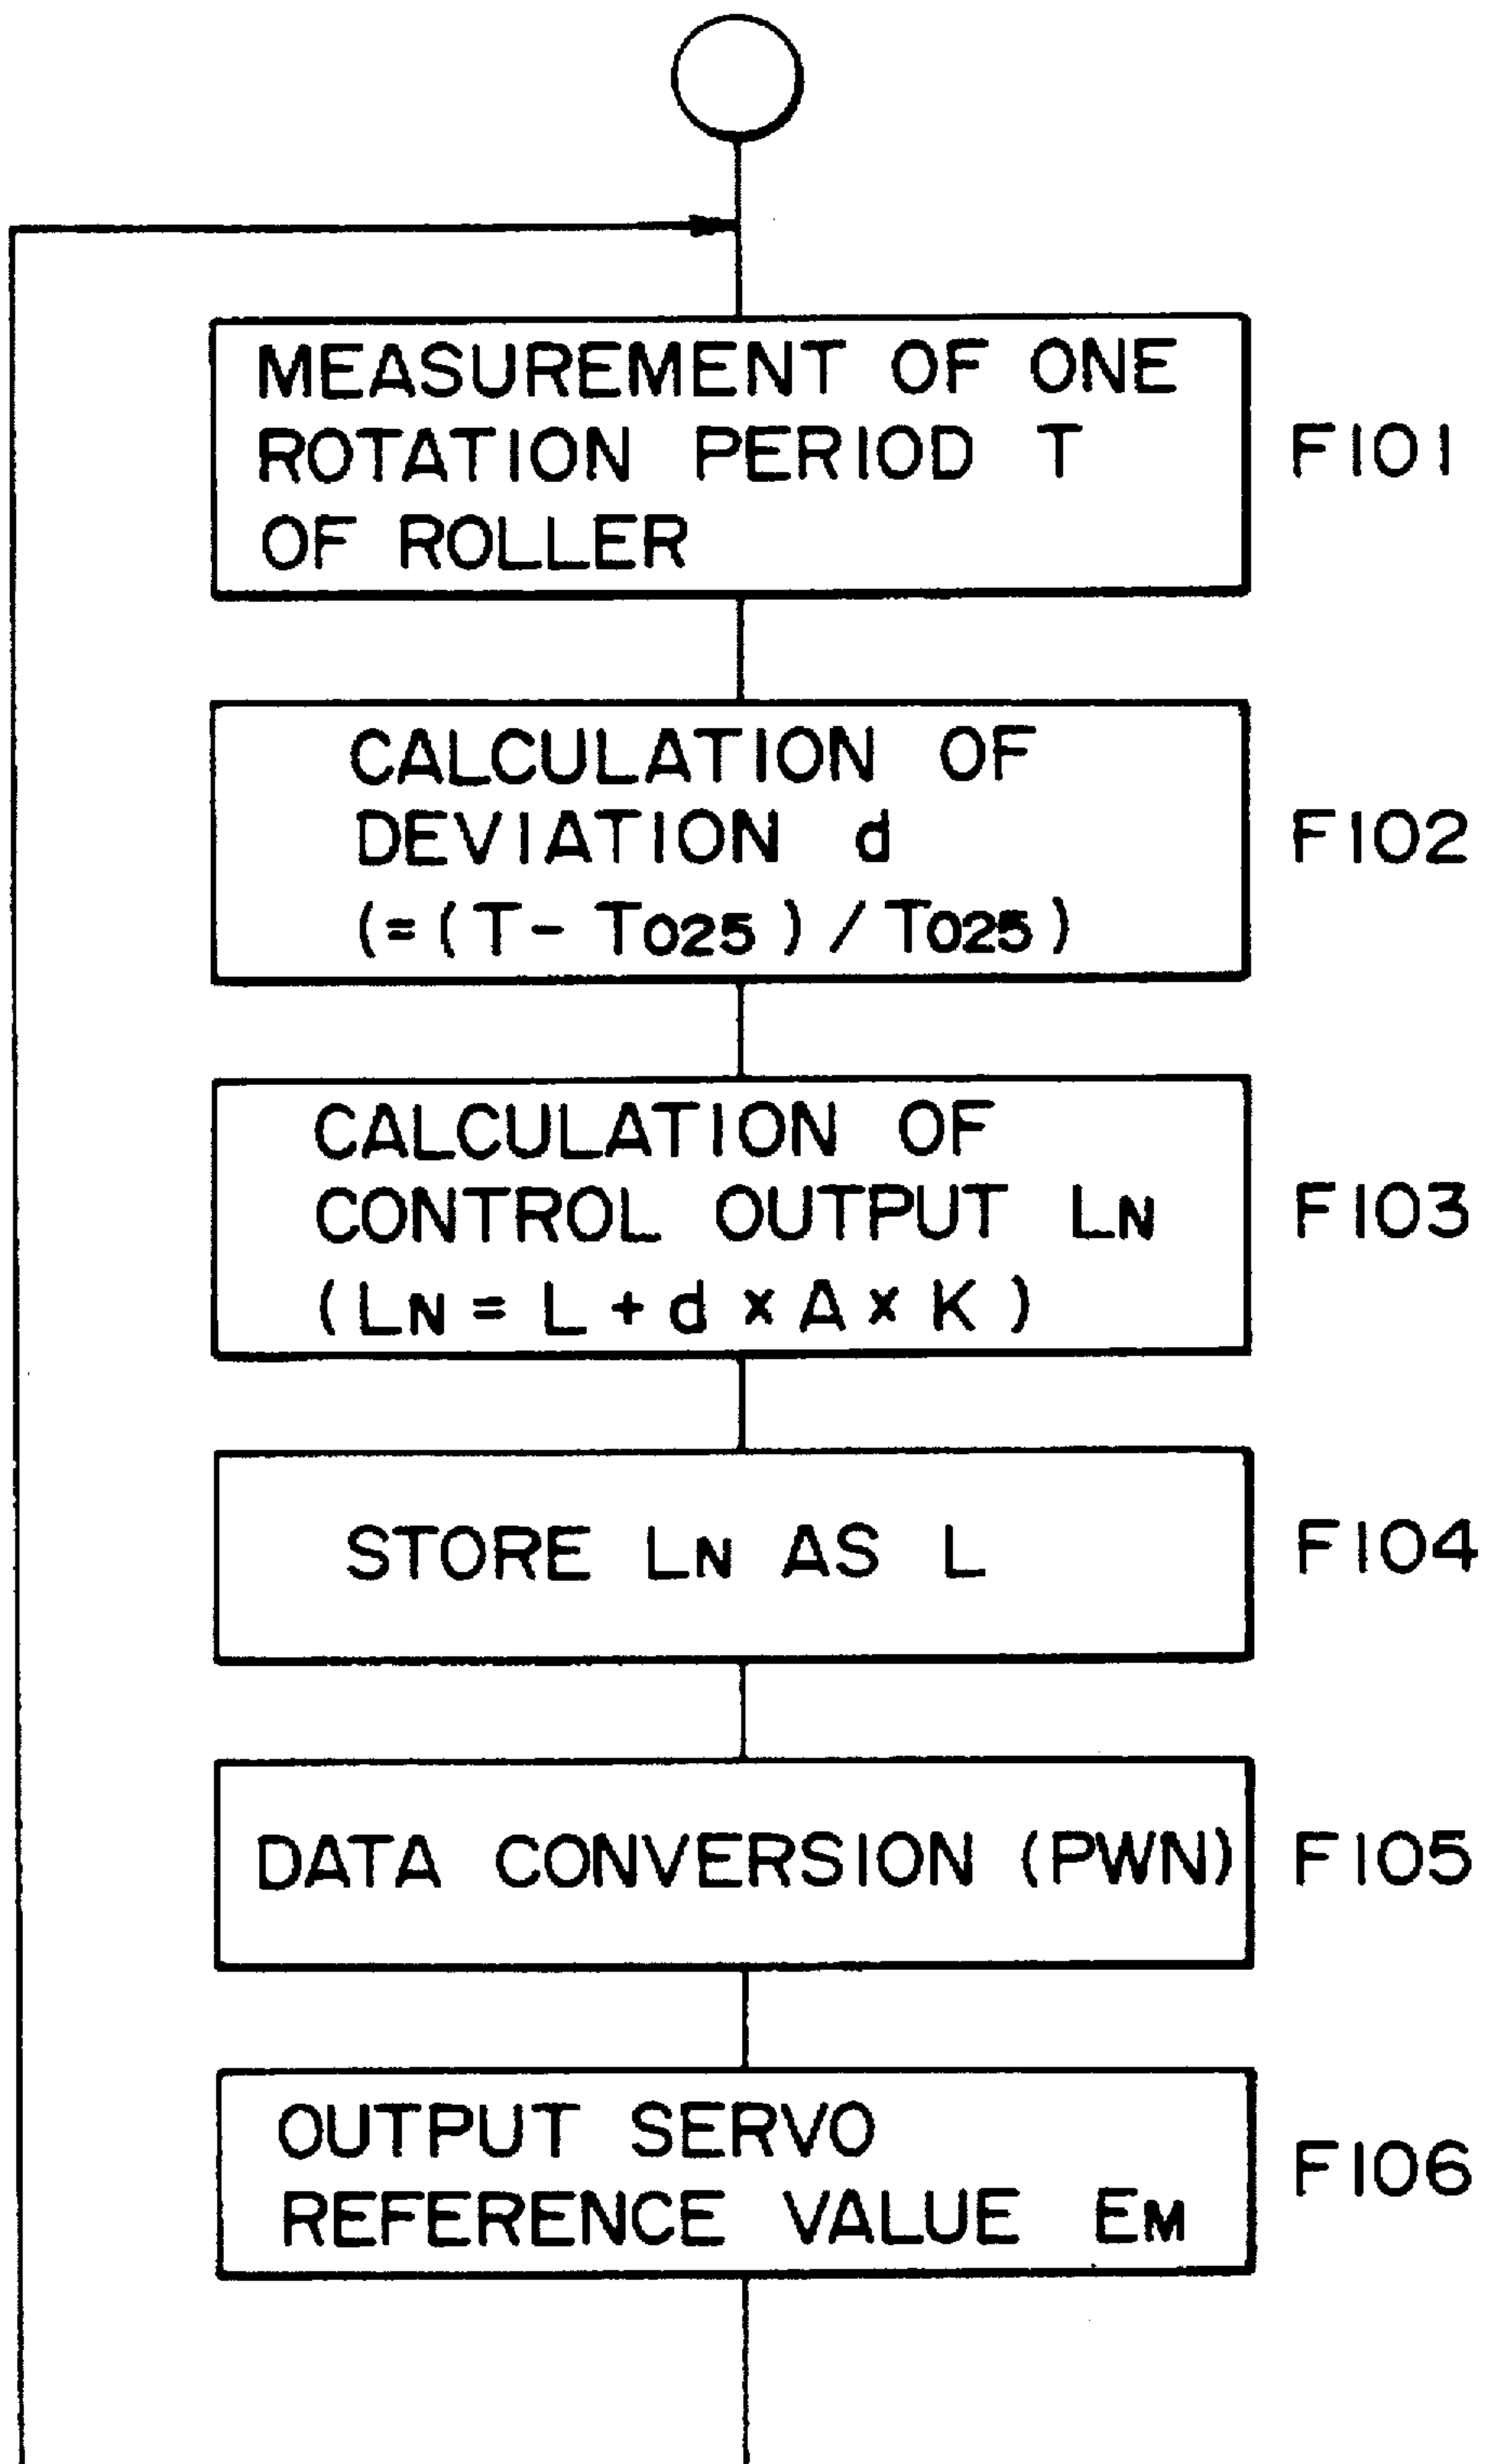 MEASUREMENT OF ONE
ROTATION PERIOD T
OF ROLLER
F101
CALCULATION OF
DEVIATION d
(=(T-T025)/T025)
F102
CALCULATION OF
CONTROL OUTPUT LN
(LN = L + d × A × K)
F103
STORE LN AS L
F104
DATA CONVERSION (PWN)
F105
OUTPUT SERVO
REFERENCE VALUE EM
F106